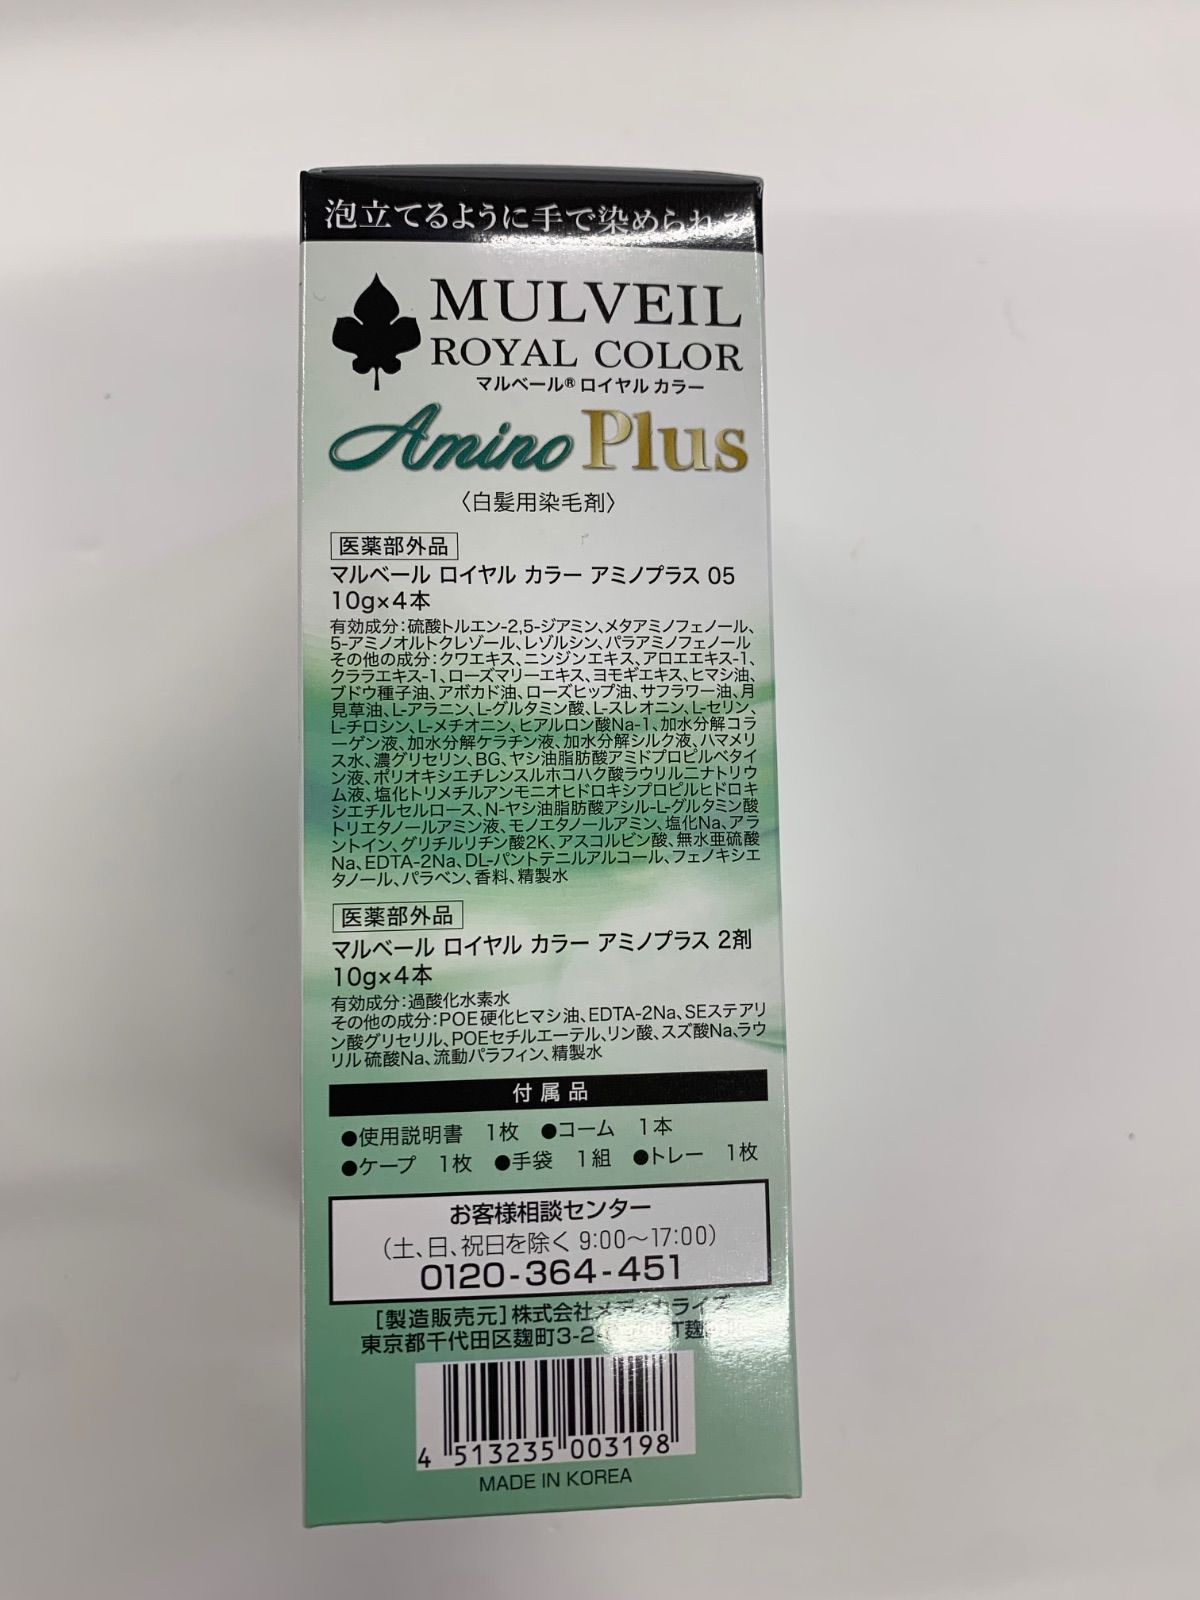 泡立てるように手で染められる
MULVEIL
ROYAL COLOR
マルベール® ロイヤル カラー
Amino Plus
〈白髪用染毛剤〉
医薬部外品
マルベール ロイヤル カラー アミノプラス 05
10g×4本
有効成分：硫酸トルエン-2,5-ジアミン、メタアミノフェノール、
5-アミノオルトクレゾール、レゾルシン、パラアミノフェノール
その他の成分：クワエキス、ニンジンエキス、アロエエキス-1、
クララエキス-1、ローズマリーエキス、ヨモギエキス、ヒマシ油、
ブドウ種子油、アボカド油、ローズヒップ油、サフラワー油、月
見草油、L-アラニン、L-グルタミン酸、L-スレオニン、L-セリン、
L-チロシン、L-メチオニン、ヒアルロン酸Na-1、加水分解コラ
ーゲン液、加水分解ケラチン液、加水分解シルク液、ハマメリ
ス水、濃グリセリン、BG、ヤシ油脂肪酸アミドプロピルベタイ
ン液、ポリオキシエチレンスルホコハク酸ラウリル二ナトリウ
ム液、塩化トリメチルアンモニオヒドロキシプロピルヒドロキ
シエチルセルロース、N-ヤシ油脂肪酸アシル-L-グルタミン酸
トリエタノールアミン液、モノエタノールアミン、塩化Na、アラ
ントイン、グリチルリチン酸2K、アスコルビン酸、無水亜硫酸
Na、EDTA-2Na、DL-パントテニルアルコール、フェノキシエ
タノール、パラベン、香料、精製水
医薬部外品
マルベール ロイヤル カラー アミノプラス 2剤
10g×4本
有効成分：過酸化水素水
その他の成分：POE硬化ヒマシ油、EDTA-2Na、SEステアリ
ン酸グリセリル、POEセチルエーテル、リン酸、スズ酸Na、ラウ
リル硫酸Na、流動パラフィン、精製水
付属品
●使用説明書 1枚 ●コーム 1本
●ケープ 1枚 ●手袋 1組 ●トレー 1枚
お客様相談センター
（土、日、祝日を除く 9:00～17:00）
0120-364-451
［製造販売元］株式会社メディカライズ
東京都千代田区麹町3-2
4 513235 003198
MADE IN KOREA